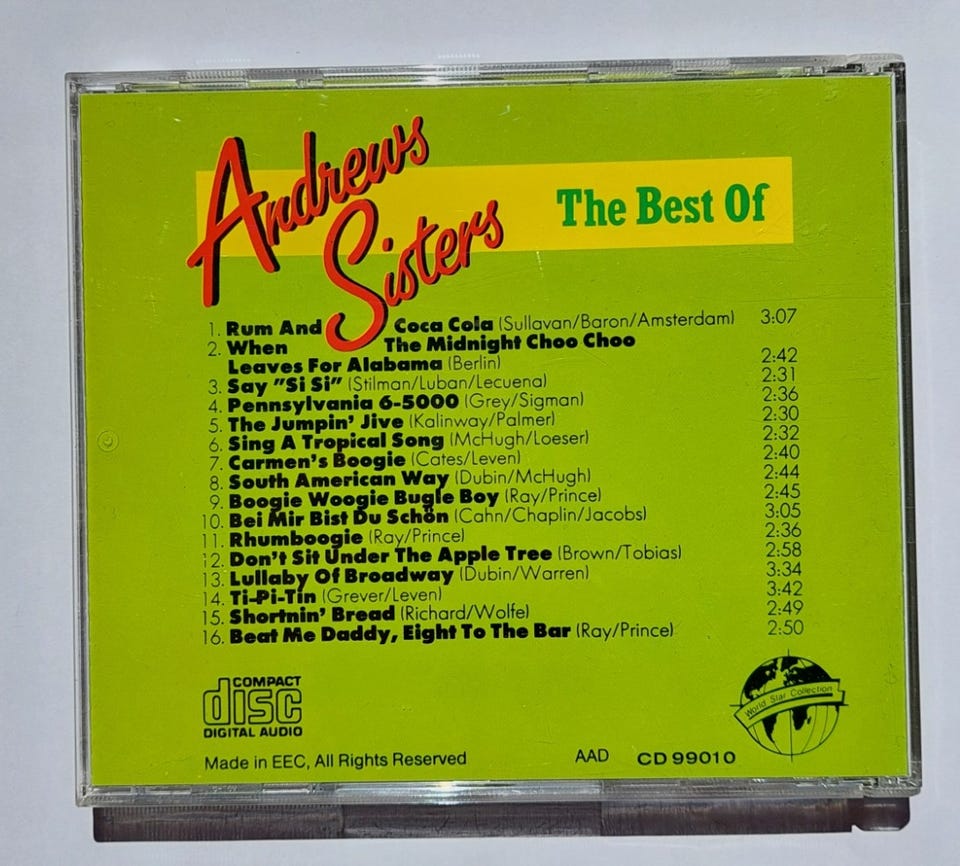 Andrews
Sisters
The Best Of
1. Rum And Coca Cola (Sullavan/Baron/Amsterdam) 3:07
2. When The Midnight Choo Choo
Leaves For Alabama (Berlin) 2:42
3. Say "Si Si" (Stilman/Luban/Lecuena) 2:31
4. Pennsylvania 6-5000 (Grey/Sigman) 2:36
5. The Jumpin' Jive (Kalinway/Palmer) 2:30
6. Sing A Tropical Song (McHugh/Loeser) 2:32
7. Carmen's Boogie (Cates/Leven) 2:40
8. South American Way (Dubin/McHugh) 2:44
9. Boogie Woogie Bugle Boy (Ray/Prince) 2:45
10. Bei Mir Bist Du Schön (Cahn/Chaplin/Jacobs) 3:05
11. Rhumboogie (Ray/Prince) 2:36
12. Don't Sit Under The Apple Tree (Brown/Tobias) 2:58
13. Lullaby Of Broadway (Dubin/Warren) 3:34
14. Ti-Pi-Tin (Grever/Leven) 3:42
15. Shortnin' Bread (Richard/Wolfe) 2:49
16. Beat Me Daddy, Eight To The Bar (Ray/Prince) 2:50
COMPACT
disc
DIGITAL AUDIO
World Star Collection
Made in EEC, All Rights Reserved AAD CD 99010